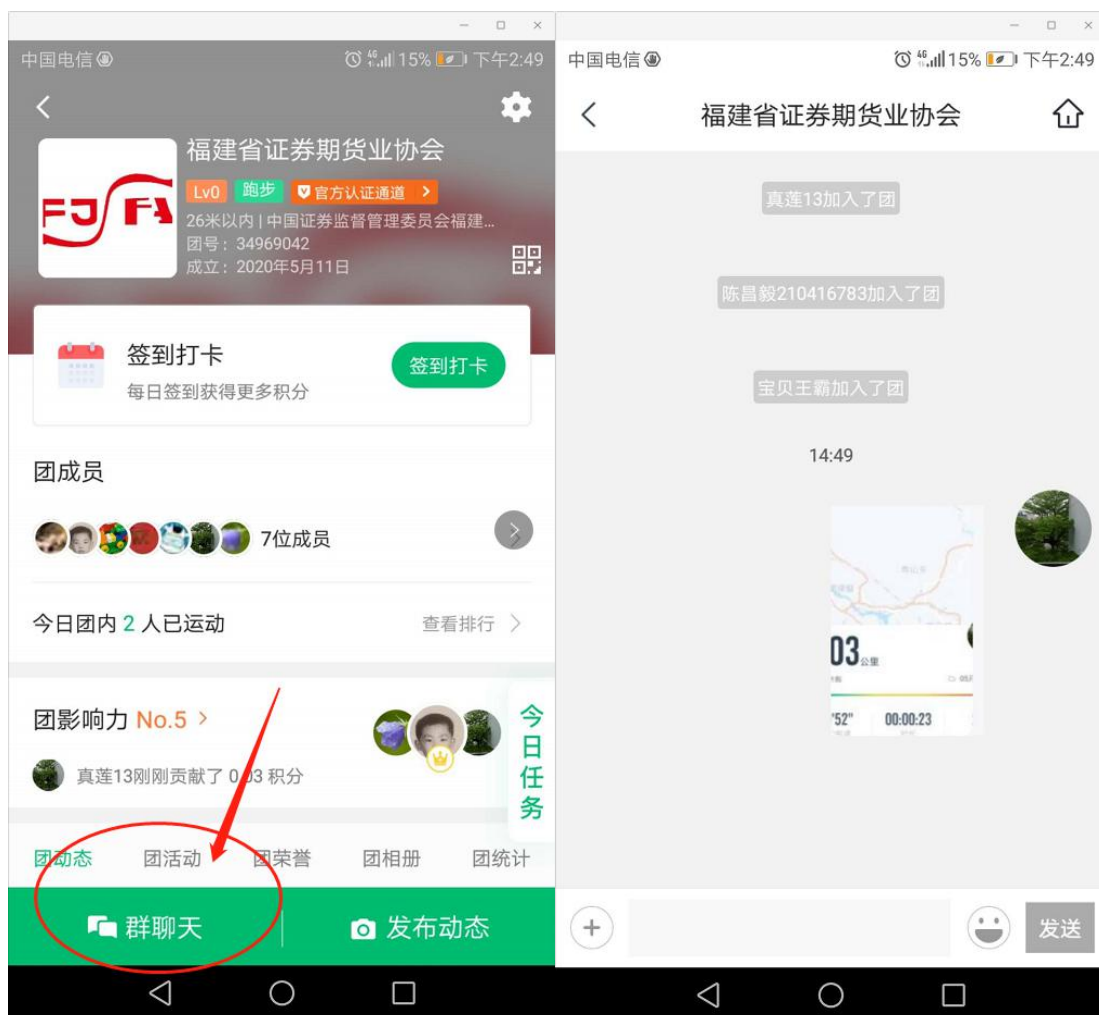 中国电信
15% 下午2:49
福建省证券期货业协会
FJ FA
Lv0 跑步 官方认证通道 >
26米以内 | 中国证券监督管理委员会福建...
团号：34969042
成立：2020年5月11日
签到打卡
每日签到获得更多积分
签到打卡
团成员
7位成员
今日团内 2 人已运动
查看排行 >
团影响力 No.5 >
真莲13刚刚贡献了 0.03 积分
今日任务
团动态 团活动 团荣誉 团相册 团统计
群聊天
发布动态
中国电信
46 15% 下午2:49
福建省证券期货业协会
真莲13加入了团
陈昌毅210416783加入了团
宝贝王霸加入了团
14:49
03公里
'52" 00:00:23
发送